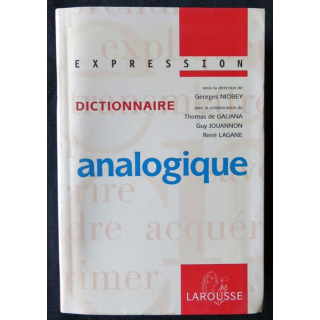 EXPRESSION
sous la direction de
Georges NIOBEY
avec la collaboration de
Thomas de GALIANA
Guy JOUANNON
René LAGANE
DICTIONNAIRE
analogique
LAROUSSE